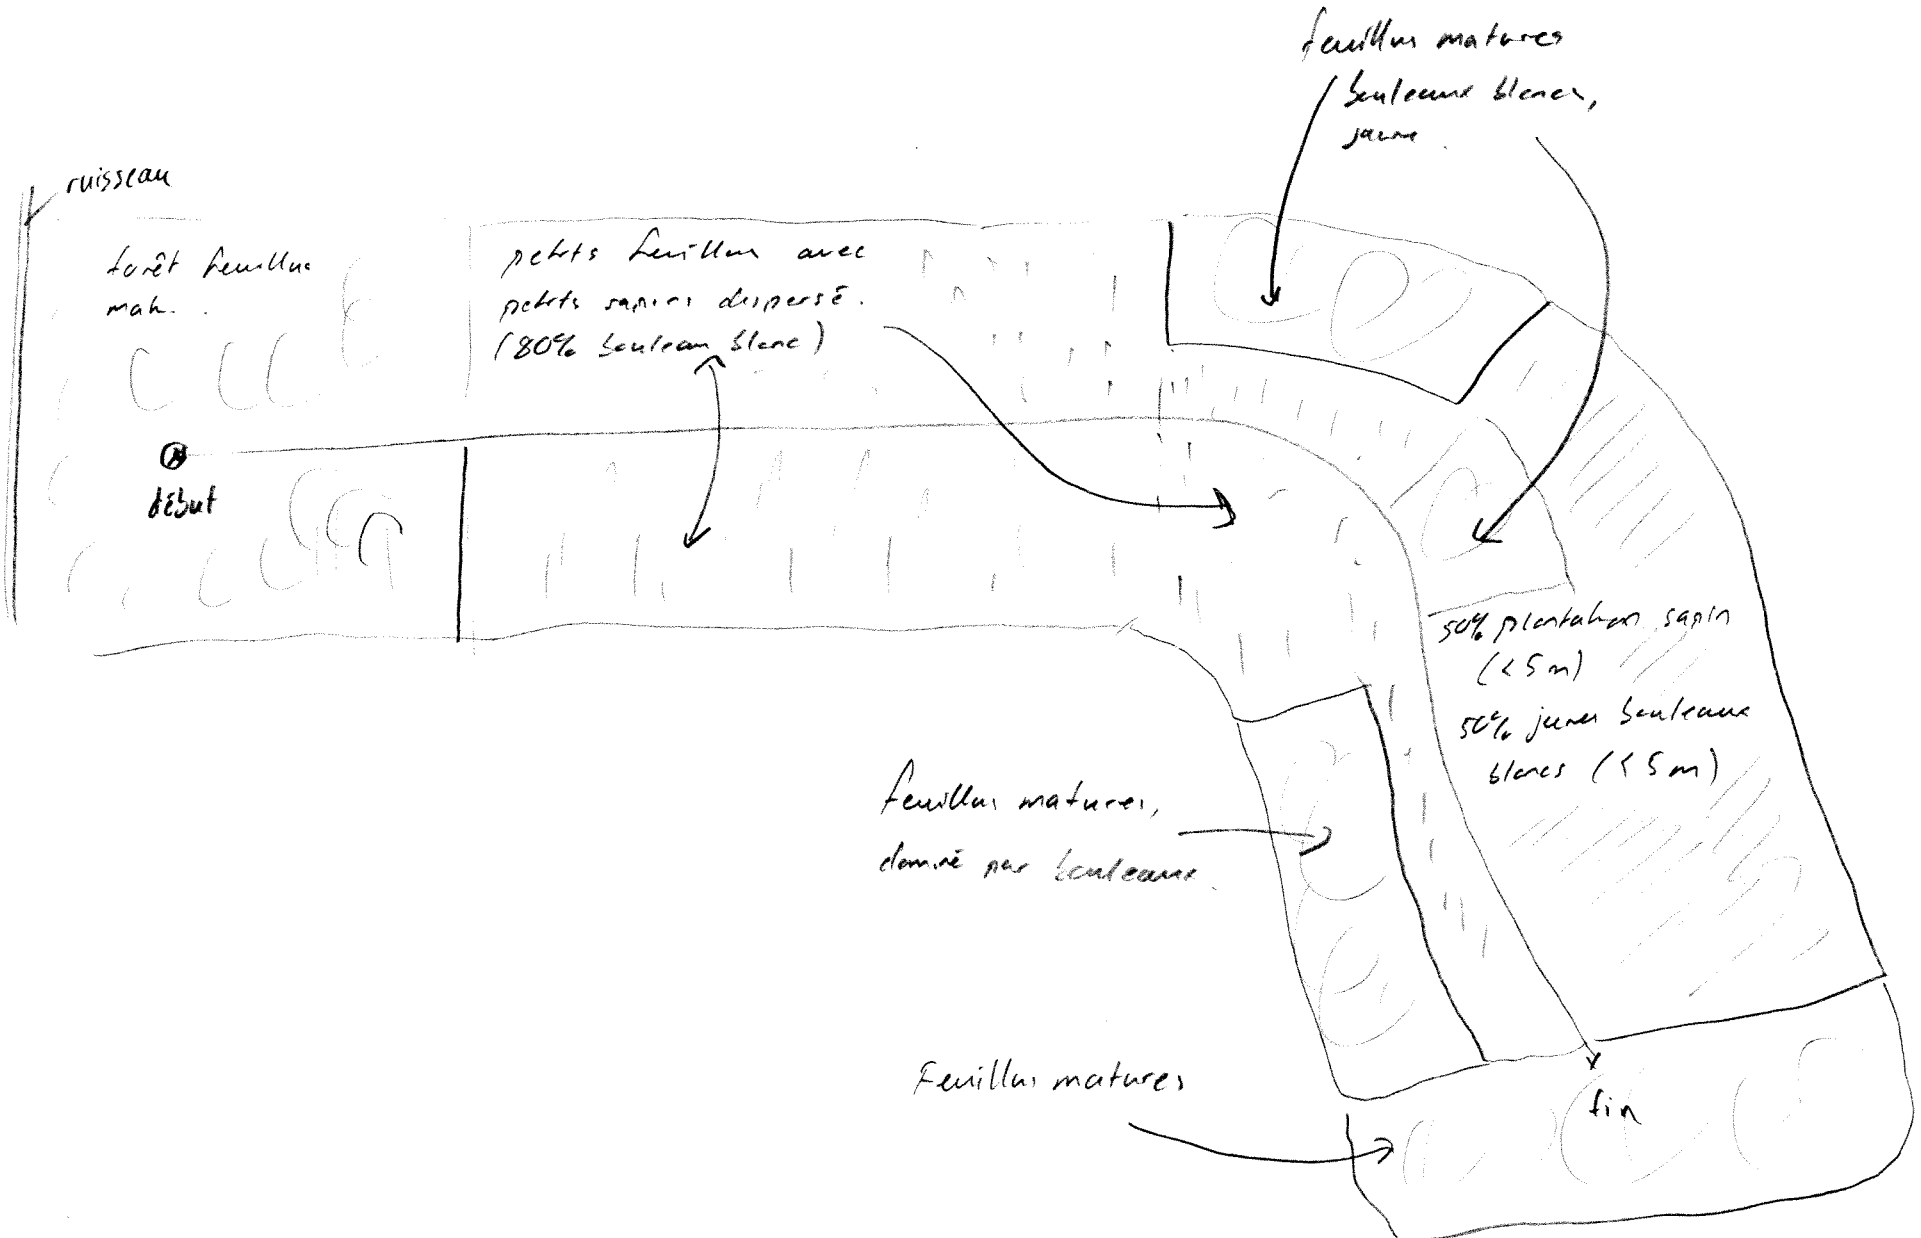 feuillus matures
bouleaux blancs,
jaune.
ruisseau
forêt feuillus
mat..
petits feuillus avec
petits sapins dispersé.
(80% bouleau blanc)
début
50% plantation sapin
(<5m)
50% jeunes bouleaux
blancs (<5m)
feuillus matures,
dominé par bouleaux.
Feuillus matures
fin